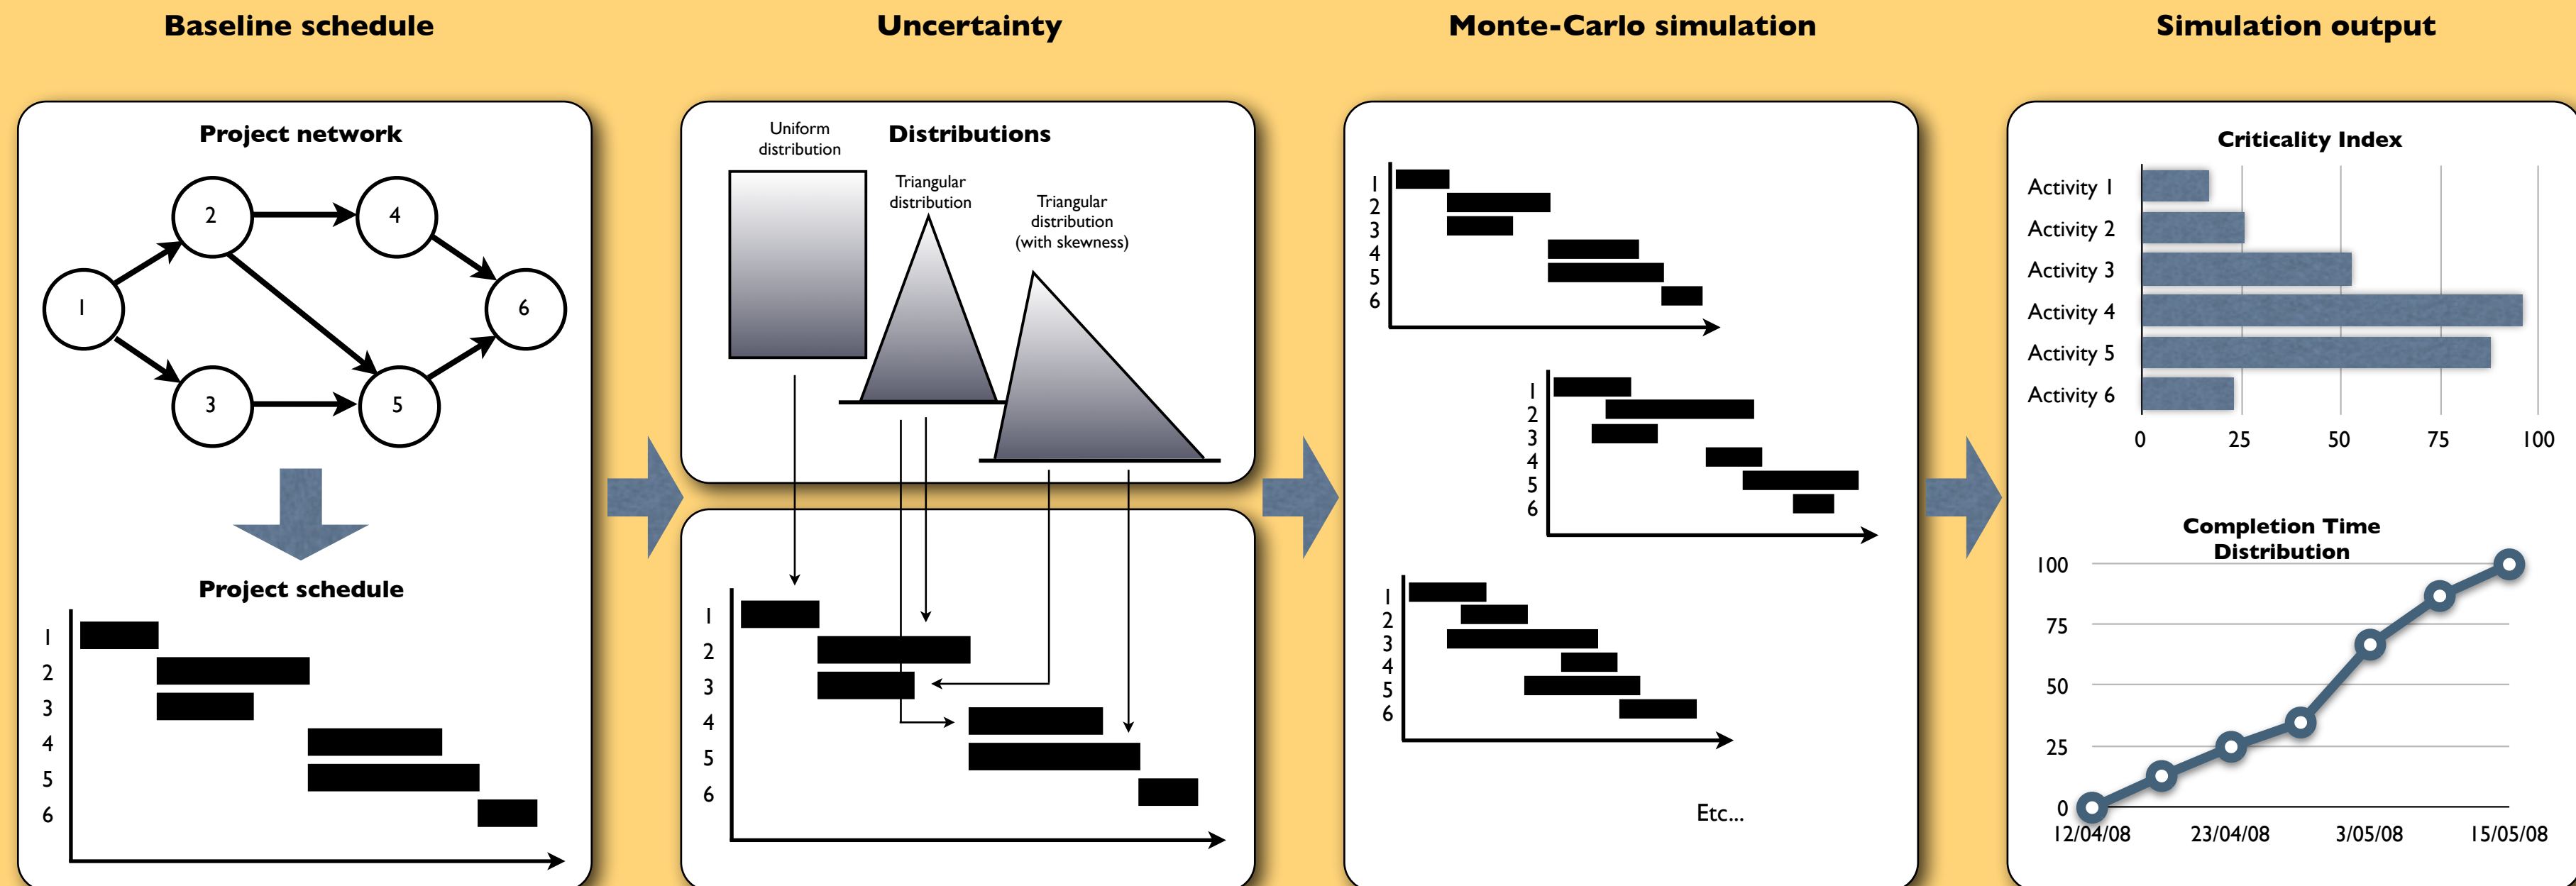 Baseline schedule
Uncertainty
Monte-Carlo simulation
Simulation output
Project network
1
2
3
4
5
6
Project schedule
1
2
3
4
5
6
Uniform
distribution
Distributions
Triangular
distribution
Triangular
distribution
(with skewness)
1
2
3
4
5
6
1
2
3
4
5
6
1
2
3
4
5
6
1
2
3
4
5
6
Etc...
Criticality Index
Activity 1
Activity 2
Activity 3
Activity 4
Activity 5
Activity 6
0 25 50 75 100
Completion Time
Distribution
100
75
50
25
0
12/04/08 23/04/08 3/05/08 15/05/08